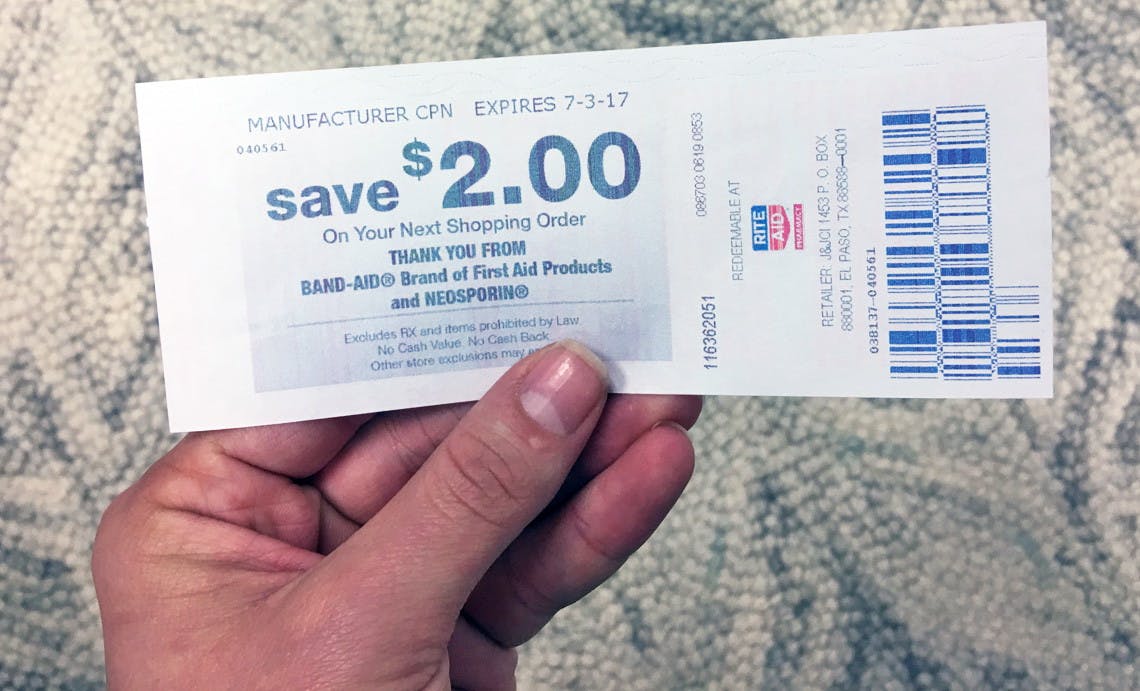 MANUFACTURER CPN EXPIRES 7-3-17
040561
save $2.00
On Your Next Shopping Order
THANK YOU FROM
BAND-AID® Brand of First Aid Products
and NEOSPORIN®
Excludes RX and items prohibited by Law
No Cash Value. No Cash Back
Other store exclusions may
086703 0619 0853
116362051
REDEEMABLE AT
RITE
AID
PHARMACY
RETAILER: J&JCI 1453 P. O. BOX
880001, EL PASO, TX 88588-0001
038137-040561